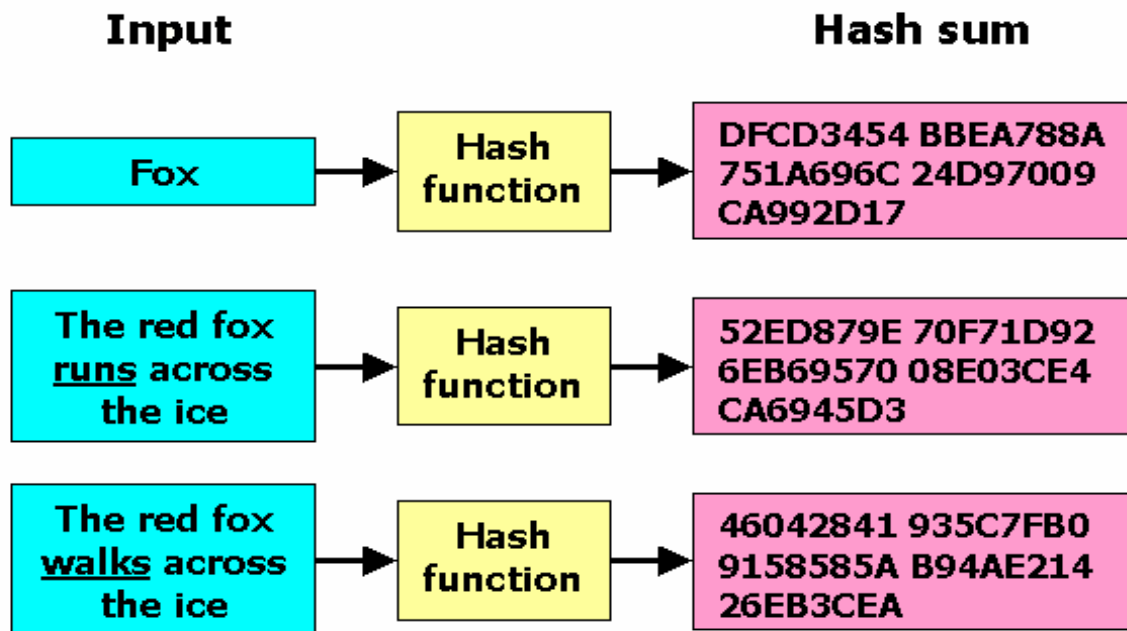 Input
Hash sum
Fox
Hash
function
DFCD3454 BBEA788A
751A696C 24D97009
CA992D17
The red fox
runs across
the ice
Hash
function
52ED879E 70F71D92
6EB69570 08E03CE4
CA6945D3
The red fox
walks across
the ice
Hash
function
46042841 935C7FB0
9158585A B94AE214
26EB3CEA